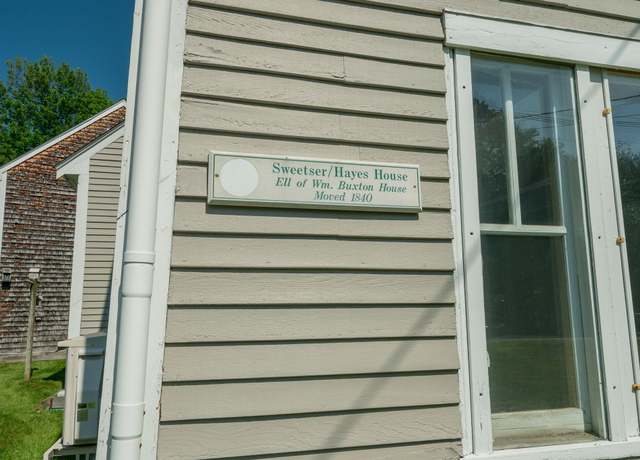 Sweetser/Hayes House
Ell of Wm. Buxton House
Moved 1840